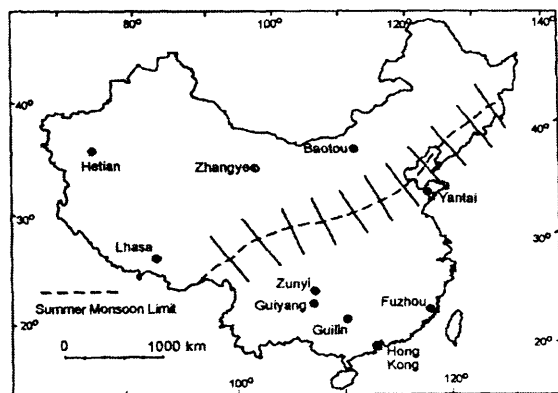 80° 100° 120° 140°
40° 40°
Baotou
Hetian Zhangye
Yantai
30° 30°
Lhasa
Zunyi
Summer Monsoon Limit Guiyang Fuzhou
Guilin
20° 20°
0 1000 km Hong
Kong
100° 120°